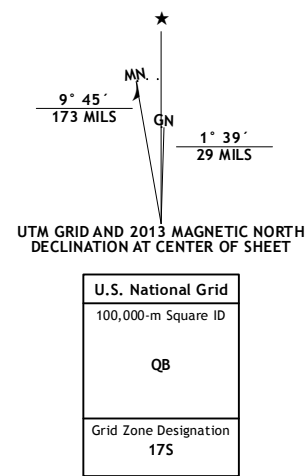 ★
MN
GN
9° 45´
173 MILS
1° 39´
29 MILS
UTM GRID AND 2013 MAGNETIC NORTH
DECLINATION AT CENTER OF SHEET
U.S. National Grid
100,000-m Square ID
QB
Grid Zone Designation
17S